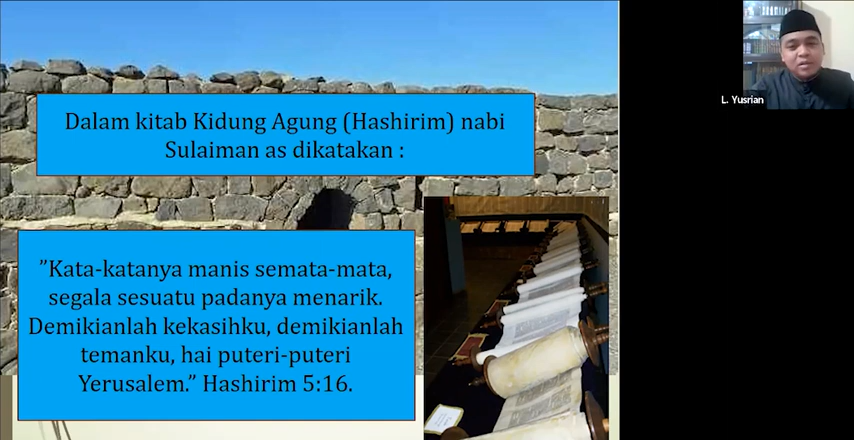 Dalam kitab Kidung Agung (Hashirim) nabi
Sulaiman as dikatakan :
”Kata-katanya manis semata-mata,
segala sesuatu padanya menarik.
Demikianlah kekasihku, demikianlah
temanku, hai puteri-puteri
Yerusalem.” Hashirim 5:16.
L. Yusrian